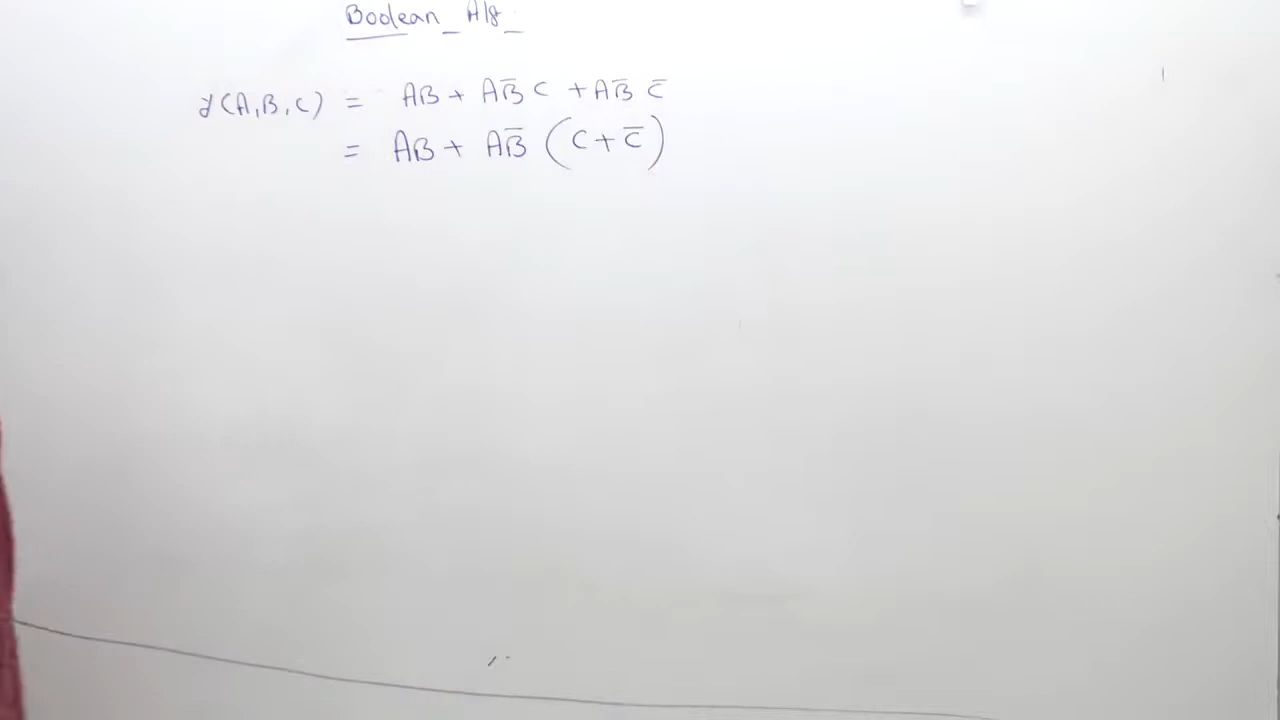 Boolean Alg
y(A,B,C) = AB + AB̅C + AB̅C̅
= AB + AB̅ (C + C̅)